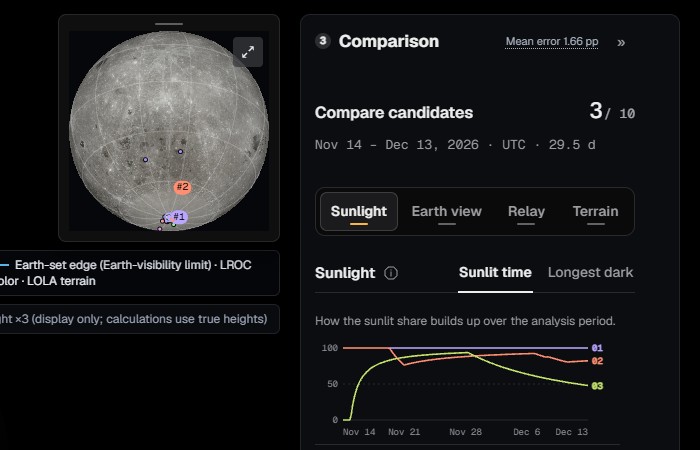 #2
#1
Earth-set edge (Earth-visibility limit) · LROC
olor · LOLA terrain
ght ×3 (display only; calculations use true heights)
3 Comparison
Mean error 1.66 pp »
Compare candidates
3 / 10
Nov 14 – Dec 13, 2026 · UTC · 29.5 d
Sunlight Earth view Relay Terrain
Sunlight ⓘ Sunlit time Longest dark
How the sunlit share builds up over the analysis period.
100
50
0
01
02
03
Nov 14 Nov 21 Nov 28 Dec 6 Dec 13